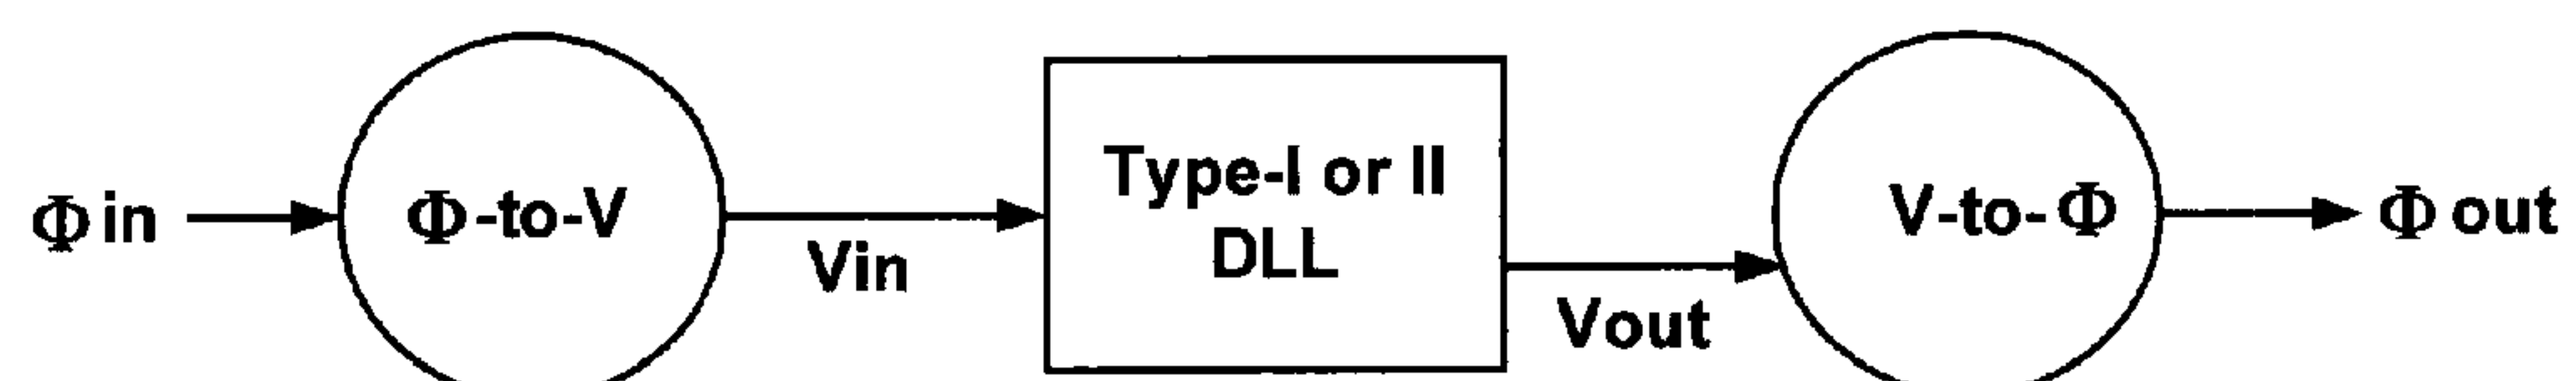 Φ in
Φ-to-V
Vin
Type-I or II
DLL
Vout
V-to-Φ
Φ out